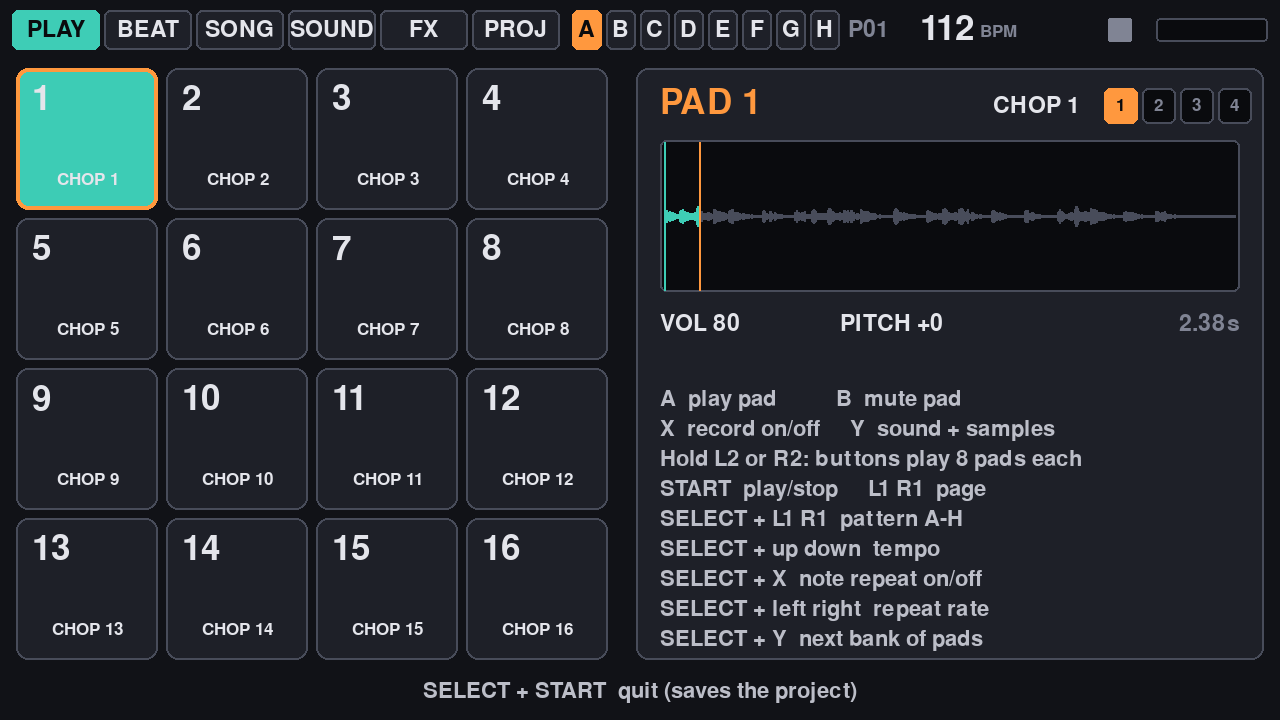 PLAY BEAT SONG SOUND FX PROJ A B C D E F G H P01 112 BPM
1 2 3 4
CHOP 1 CHOP 2 CHOP 3 CHOP 4
5 6 7 8
CHOP 5 CHOP 6 CHOP 7 CHOP 8
9 10 11 12
CHOP 9 CHOP 10 CHOP 11 CHOP 12
13 14 15 16
CHOP 13 CHOP 14 CHOP 15 CHOP 16
PAD 1 CHOP 1 1 2 3 4
VOL 80 PITCH +0 2.38s
A play pad B mute pad
X record on/off Y sound + samples
Hold L2 or R2: buttons play 8 pads each
START play/stop L1 R1 page
SELECT + L1 R1 pattern A-H
SELECT + up down tempo
SELECT + X note repeat on/off
SELECT + left right repeat rate
SELECT + Y next bank of pads
SELECT + START quit (saves the project)